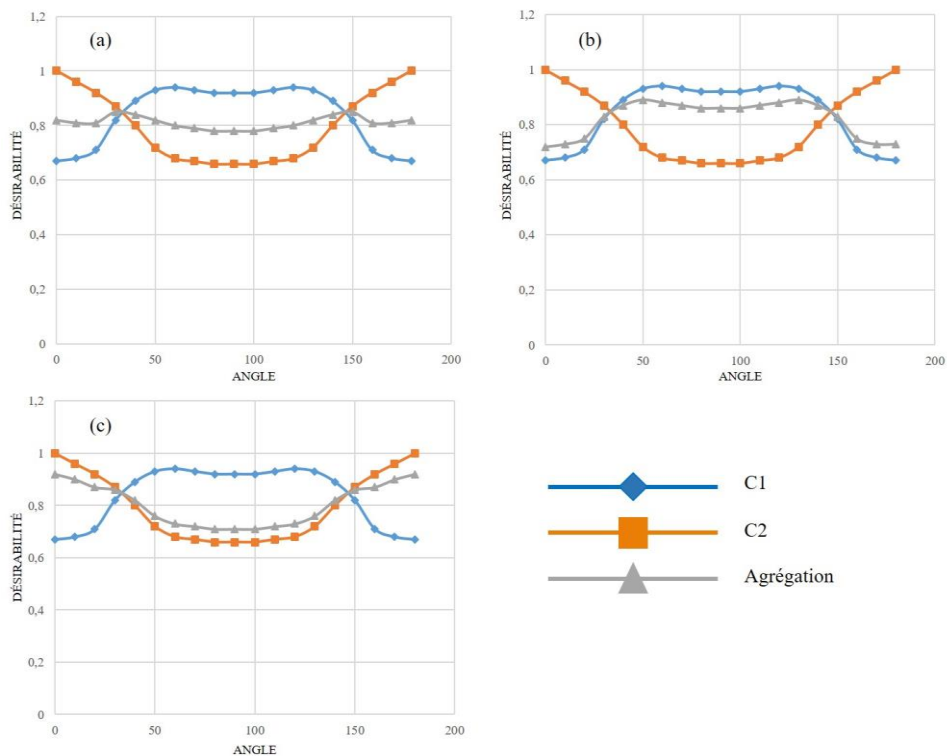 (a)
1,2
1
0,8
0,6
0,4
0,2
0
DÉSIRABILITÉ
0 50 100 150 200
ANGLE
(b)
1,2
1
0,8
0,6
0,4
0,2
0
DÉSIRABILITÉ
0 50 100 150 200
ANGLE
(c)
1,2
1
0,8
0,6
0,4
0,2
0
DÉSIRABILITÉ
0 50 100 150 200
ANGLE
C1
C2
Agrégation